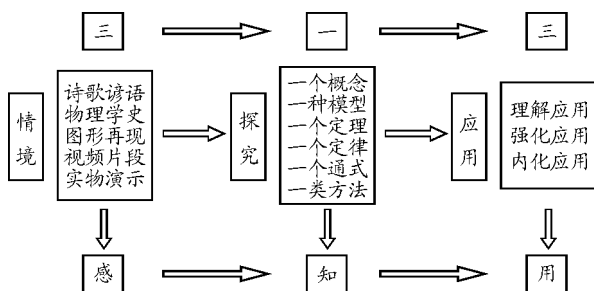 三
一
三
情境
诗歌谚语
物理学史
图形再现
视频片段
实物演示
探究
一个概念
一种模型
一个定理
一个定律
一个通式
一类方法
应用
理解应用
强化应用
内化应用
感
知
用